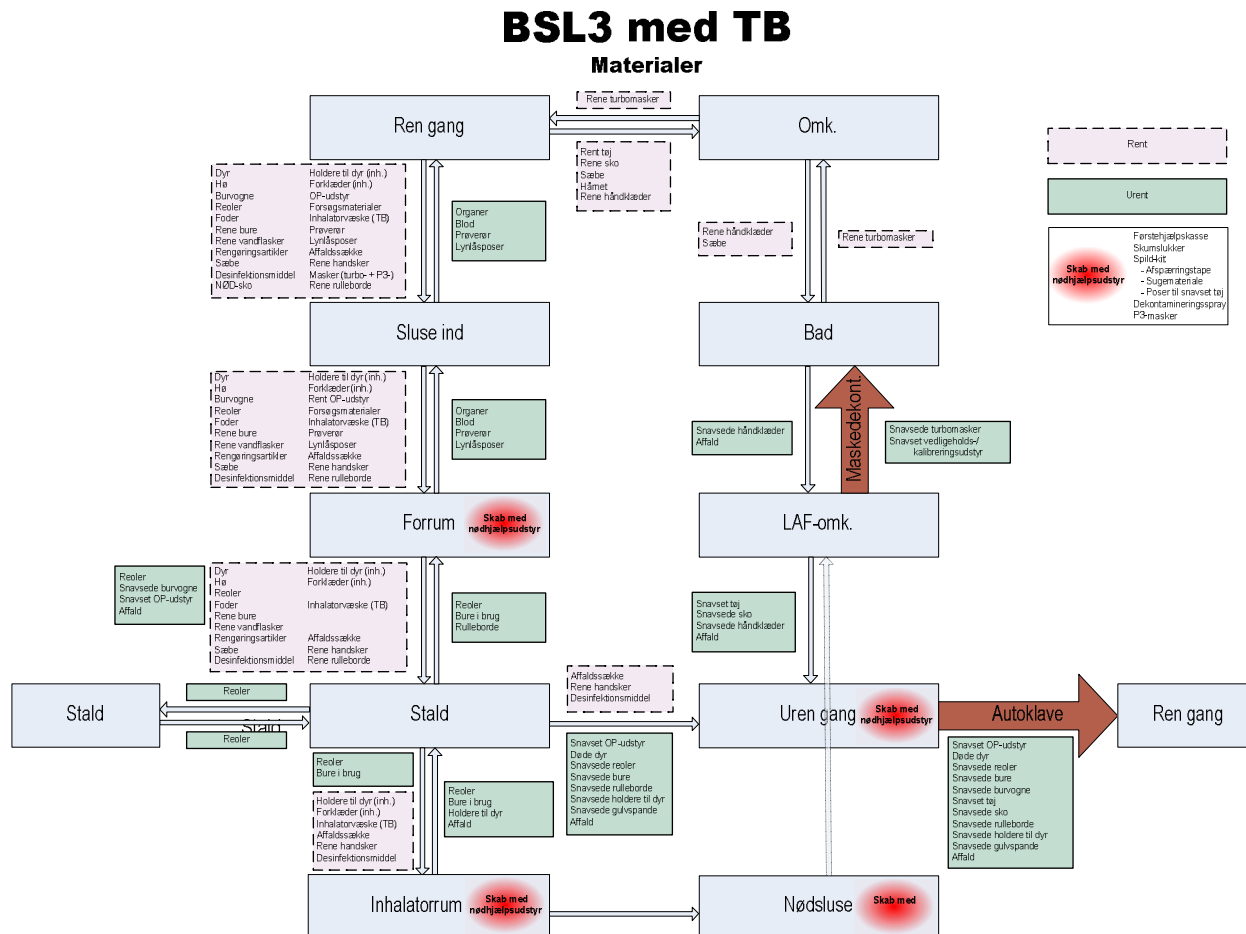 BSL3 med TB
Materialer
Rene turbomasker
Ren gang
Omk.
Rent tøj
Rene sko
Sæbe
Hårnet
Rene håndklæder
Rent
Urent
Skab med
nødhjælpsudstyr
Førstehjælpskasse
Skumslukker
Spild-kit
- Afspærringstape
- Sugemateriale
- Poser til snavset tøj
Dekontamineringsspray
P3-masker
Dyr Holdere til dyr (inh.)
Hø Forklæder (inh.)
Burvogne OP-udstyr
Reoler Forsøgsmaterialer
Foder Inhalatorvæske (TB)
Rene bure Prøverør
Rene vandflasker Lynlåsposer
Rengøringsartikler Affaldssække
Sæbe Rene handsker
Desinfektionsmiddel Masker (turbo- + P3-)
NØD-sko Rene rulleborde
Organer
Blod
Prøverør
Lynlåsposer
Rene håndklæder
Sæbe
Rene turbomasker
Sluse ind
Bad
Dyr Holdere til dyr (inh.)
Hø Forklæder (inh.)
Burvogne Rent OP-udstyr
Reoler Forsøgsmaterialer
Foder Inhalatorvæske (TB)
Rene bure Prøverør
Rene vandflasker Lynlåsposer
Rengøringsartikler Affaldssække
Sæbe Rene handsker
Desinfektionsmiddel Rene rulleborde
Organer
Blod
Prøverør
Lynlåsposer
Snavsede håndklæder
Affald
Maskedekont.
Snavsede turbomasker
Snavset vedligeholds-/
kalibreringsudstyr
Forrum
Skab med
nødhjælpsudstyr
LAF-omk.
Reoler
Snavsede burvogne
Snavset OP-udstyr
Affald
Dyr Holdere til dyr (inh.)
Hø Forklæder (inh.)
Reoler
Foder Inhalatorvæske (TB)
Rene bure
Rene vandflasker
Rengøringsartikler Affaldssække
Sæbe Rene handsker
Desinfektionsmiddel Rene rulleborde
Reoler
Bure i brug
Rulleborde
Snavset tøj
Snavsede sko
Snavsede håndklæder
Affald
Affaldssække
Rene handsker
Desinfektionsmiddel
Stald
Reoler
Stald
Reoler
Stald
Uren gang
Skab med
nødhjælpsudstyr
Autoklave
Ren gang
Reoler
Bure i brug
Holdere til dyr (inh.)
Forklæder (inh.)
Inhalatorvæske (TB)
Affaldssække
Rene handsker
Desinfektionsmiddel
Reoler
Bure i brug
Holdere til dyr
Affald
Snavset OP-udstyr
Døde dyr
Snavsede reoler
Snavsede bure
Snavsede rulleborde
Snavsede holdere til dyr
Snavsede gulvspande
Affald
Snavset OP-udstyr
Døde dyr
Snavsede reoler
Snavsede bure
Snavsede burvogne
Snavset tøj
Snavsede sko
Snavsede rulleborde
Snavsede holdere til dyr
Snavsede gulvspande
Affald
Inhalatorrum
Skab med
nødhjælpsudstyr
Nødsluse
Skab med